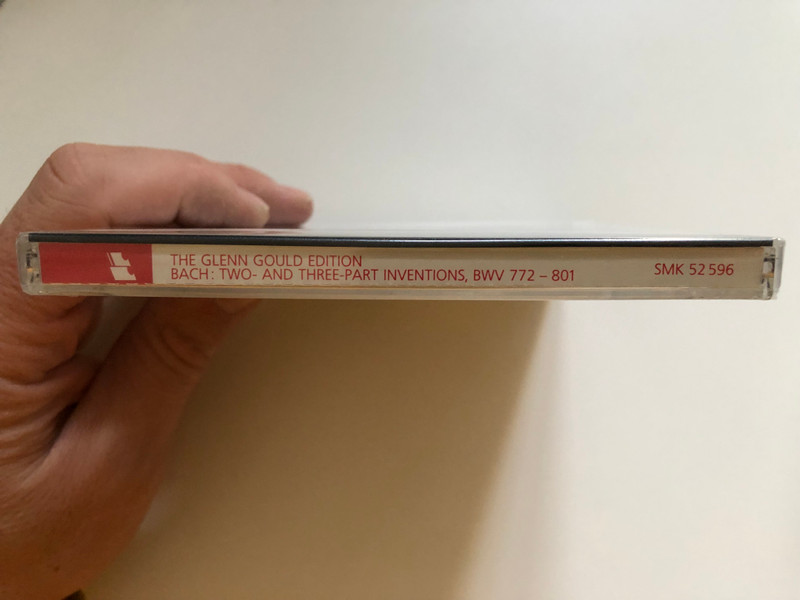 THE GLENN GOULD EDITION
BACH: TWO- AND THREE-PART INVENTIONS, BWV 772 – 801
SMK 52 596